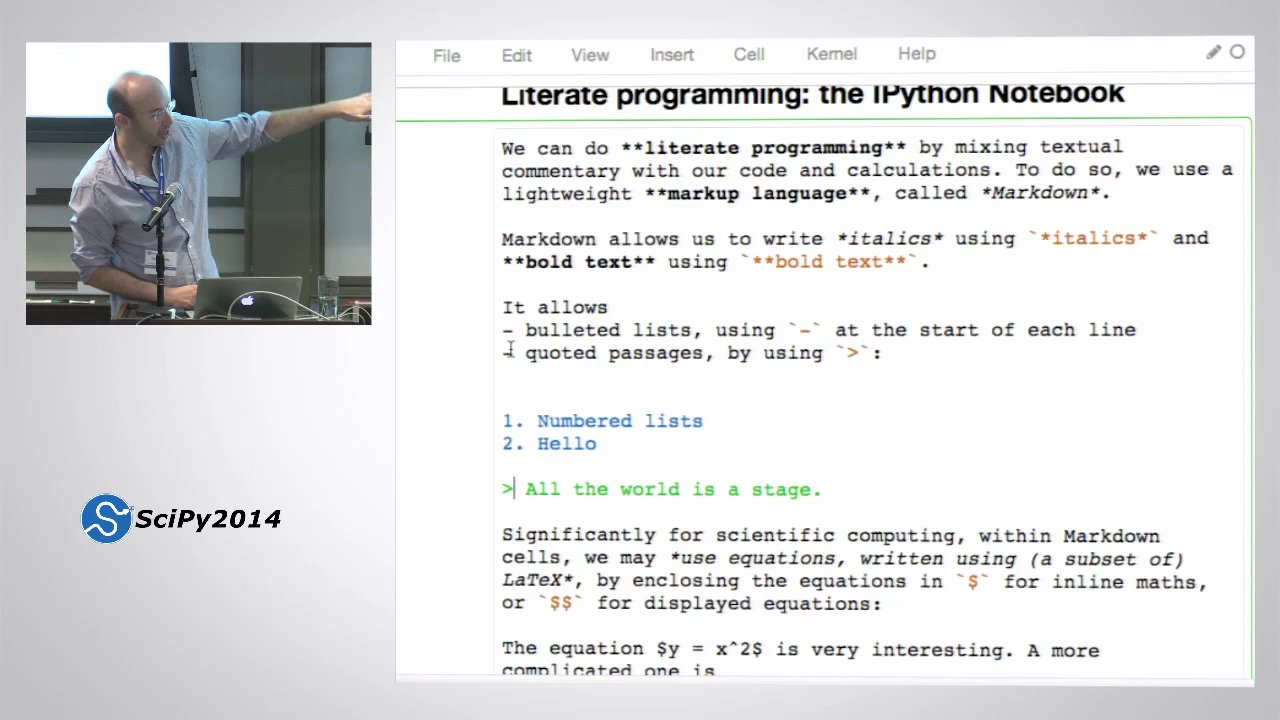 File Edit View Insert Cell Kernel Help
Literate programming: the IPython Notebook
We can do **literate programming** by mixing textual
commentary with our code and calculations. To do so, we use a
lightweight **markup language**, called *Markdown*.
Markdown allows us to write *italics* using `*italics*` and
**bold text** using `**bold text**`.
It allows
- bulleted lists, using `-` at the start of each line
- quoted passages, by using `>`:
1. Numbered lists
2. Hello
> All the world is a stage.
Significantly for scientific computing, within Markdown
cells, we may *use equations, written using (a subset of)
LaTeX*, by enclosing the equations in `$` for inline maths,
or `$$` for displayed equations:
The equation $y = x^2$ is very interesting. A more
complicated one is
SciPy2014